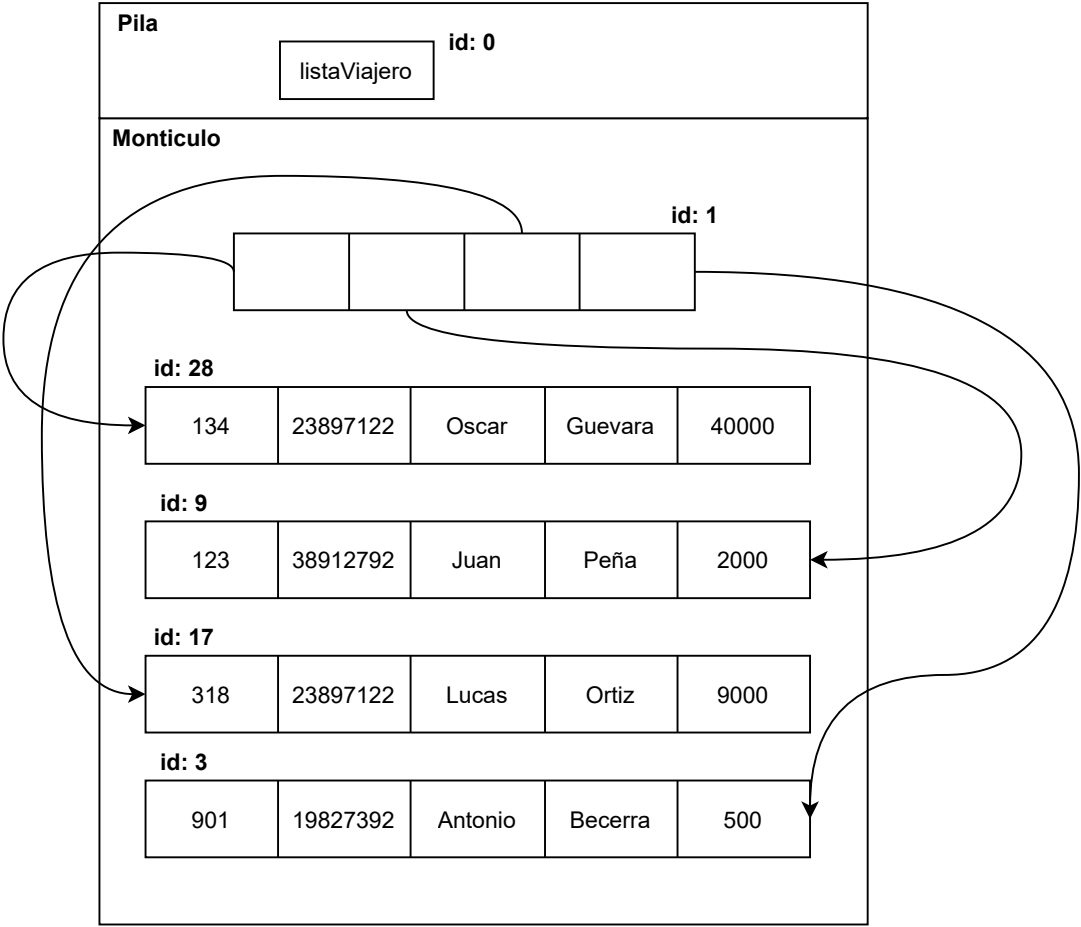 Pila
id: 0
listaViajero
Monticulo
id: 1
id: 28
134 23897122 Oscar Guevara 40000
id: 9
123 38912792 Juan Peña 2000
id: 17
318 23897122 Lucas Ortiz 9000
id: 3
901 19827392 Antonio Becerra 500